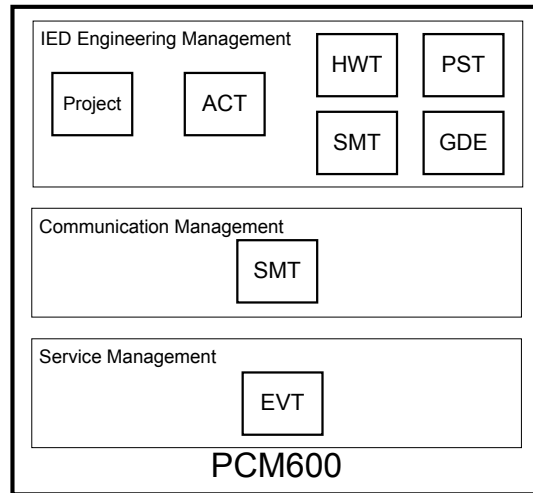 IED Engineering Management
HWT PST
Project ACT
SMT GDE
Communication Management
SMT
Service Management
EVT
PCM600